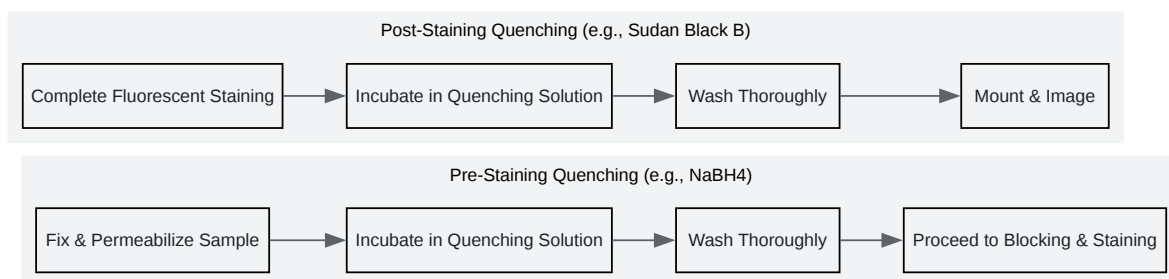 Post-Staining Quenching (e.g., Sudan Black B)
Complete Fluorescent Staining
Incubate in Quenching Solution
Wash Thoroughly
Mount & Image
Pre-Staining Quenching (e.g., NaBH4)
Fix & Permeabilize Sample
Incubate in Quenching Solution
Wash Thoroughly
Proceed to Blocking & Staining